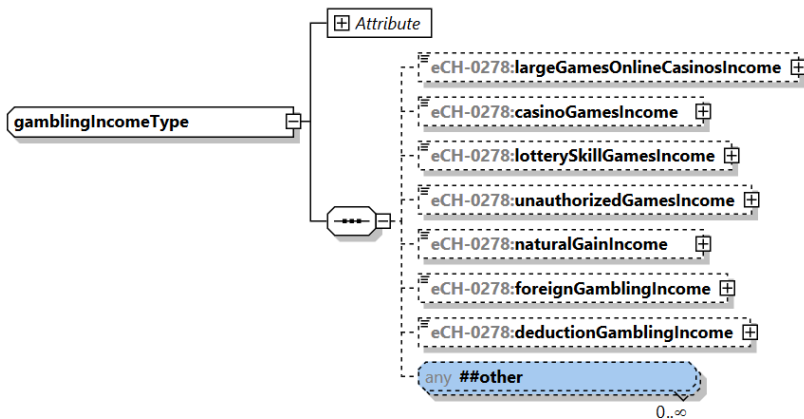 Attribute
eCH-0278:largeGamesOnlineCasinosIncome
eCH-0278:casinoGamesIncome
gamblingIncomeType
eCH-0278:lotterySkillGamesIncome
eCH-0278:unauthorizedGamesIncome
eCH-0278:naturalGainIncome
eCH-0278:foreignGamblingIncome
eCH-0278:deductionGamblingIncome
any ##other
0..∞